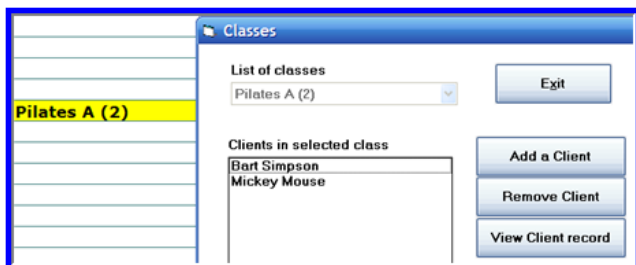 Classes
List of classes
Pilates A (2)
Exit
Pilates A (2)
Clients in selected class
Bart Simpson
Mickey Mouse
Add a Client
Remove Client
View Client record